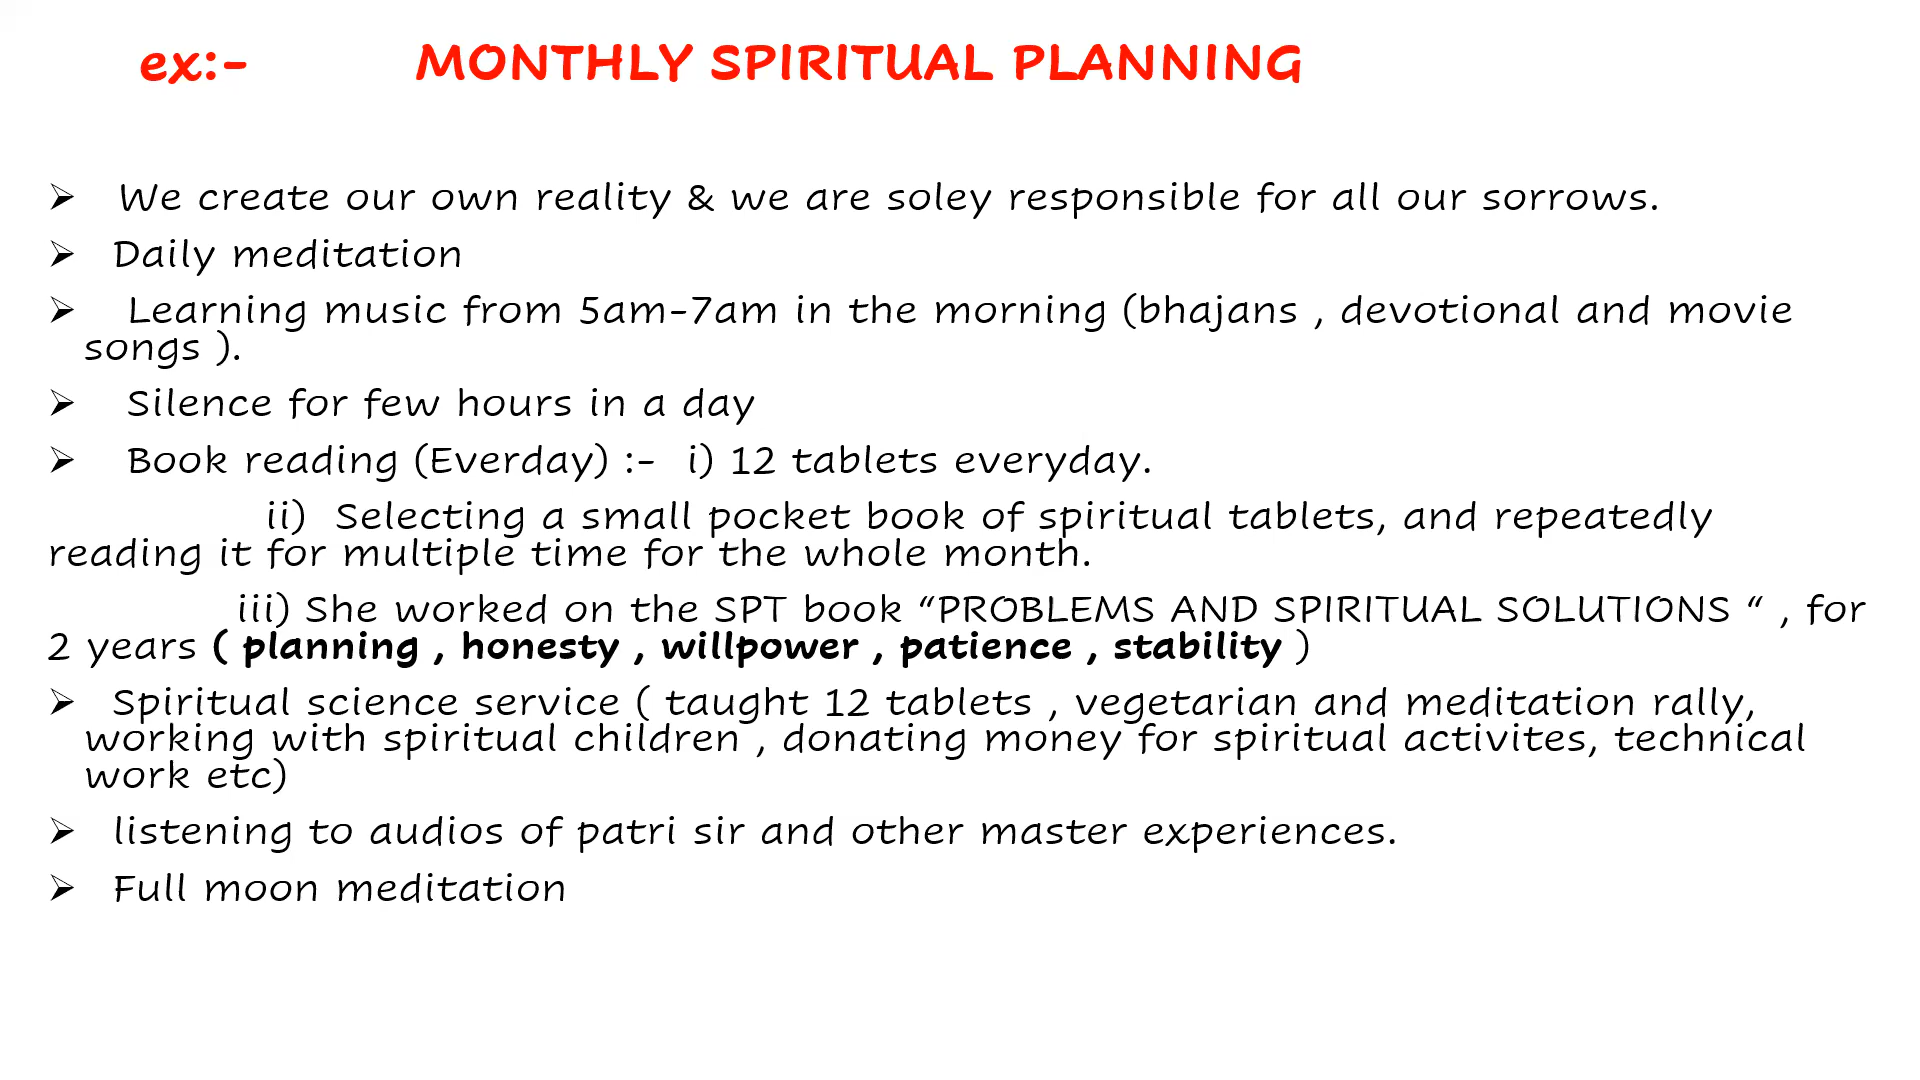 ex:- MONTHLY SPIRITUAL PLANNING
➢ We create our own reality & we are soley responsible for all our sorrows.
➢ Daily meditation
➢ Learning music from 5am-7am in the morning (bhajans , devotional and movie
songs ).
➢ Silence for few hours in a day
➢ Book reading (Everday) :- i) 12 tablets everyday.
ii) Selecting a small pocket book of spiritual tablets, and repeatedly
reading it for multiple time for the whole month.
iii) She worked on the SPT book “PROBLEMS AND SPIRITUAL SOLUTIONS “ , for
2 years ( planning , honesty , willpower , patience , stability )
➢ Spiritual science service ( taught 12 tablets , vegetarian and meditation rally,
working with spiritual children , donating money for spiritual activites, technical
work etc)
➢ listening to audios of patri sir and other master experiences.
➢ Full moon meditation